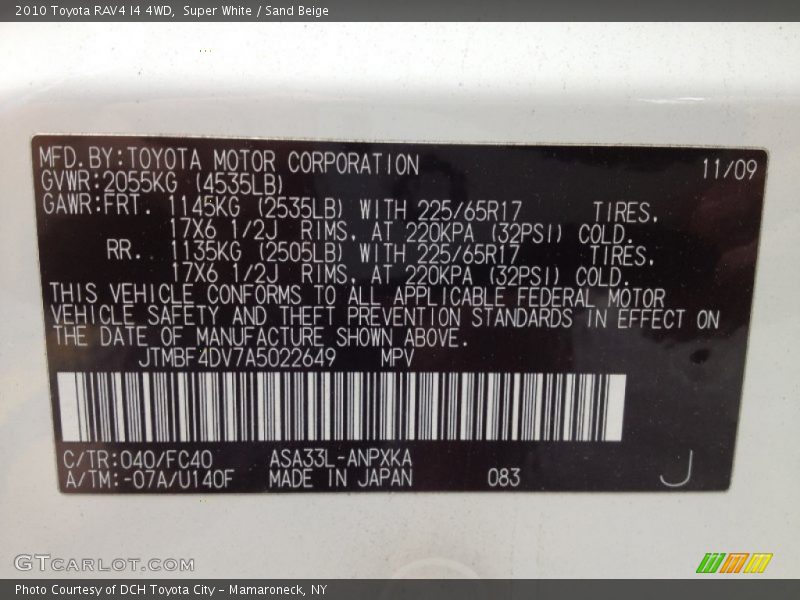 2010 Toyota RAV4 I4 4WD,  Super White / Sand Beige
MFD. BY: TOYOTA MOTOR CORPORATION 11/09
GVWR: 2055KG (4535LB)
GAWR: FRT. 1145KG (2535LB) WITH 225/65R17 TIRES,
17X6 1/2J RIMS, AT 220KPA (32PSI) COLD.
RR. 1135KG (2505LB) WITH 225/65R17 TIRES,
17X6 1/2J RIMS, AT 220KPA (32PSI) COLD.
THIS VEHICLE CONFORMS TO ALL APPLICABLE FEDERAL MOTOR
VEHICLE SAFETY AND THEFT PREVENTION STANDARDS IN EFFECT ON
THE DATE OF MANUFACTURE SHOWN ABOVE.
JTMBF4DV7A5022649 MPV
C/TR: 040/FC40 ASA33L-ANPXKA
A/TM: -07A/U140F MADE IN JAPAN 083 J
GTCARLOT.COM
Photo Courtesy of DCH Toyota City - Mamaroneck, NY